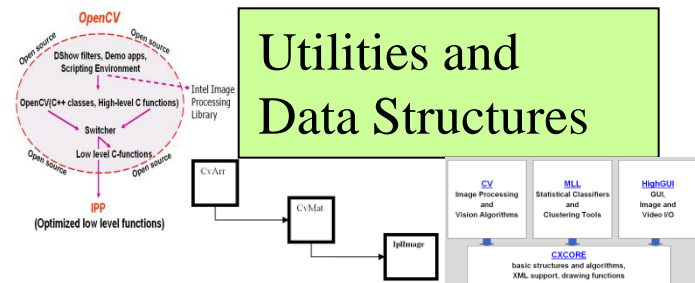 OpenCV
Open source
Open source
DShow filters, Demo apps,
Scripting Environment
Intel Image
Processing
Library
OpenCV(C++ classes, High-level C functions)
Switcher
Low level C-functions
Open source
Open source
IPP
(Optimized low level functions)
Utilities and
Data Structures
CvArr
CvMat
IplImage
CV
Image Processing
and
Vision Algorithms
MLL
Statistical Classifiers
and
Clustering Tools
HighGUI
GUI,
Image and
Video I/O
CXCORE
basic structures and algorithms,
XML support, drawing functions